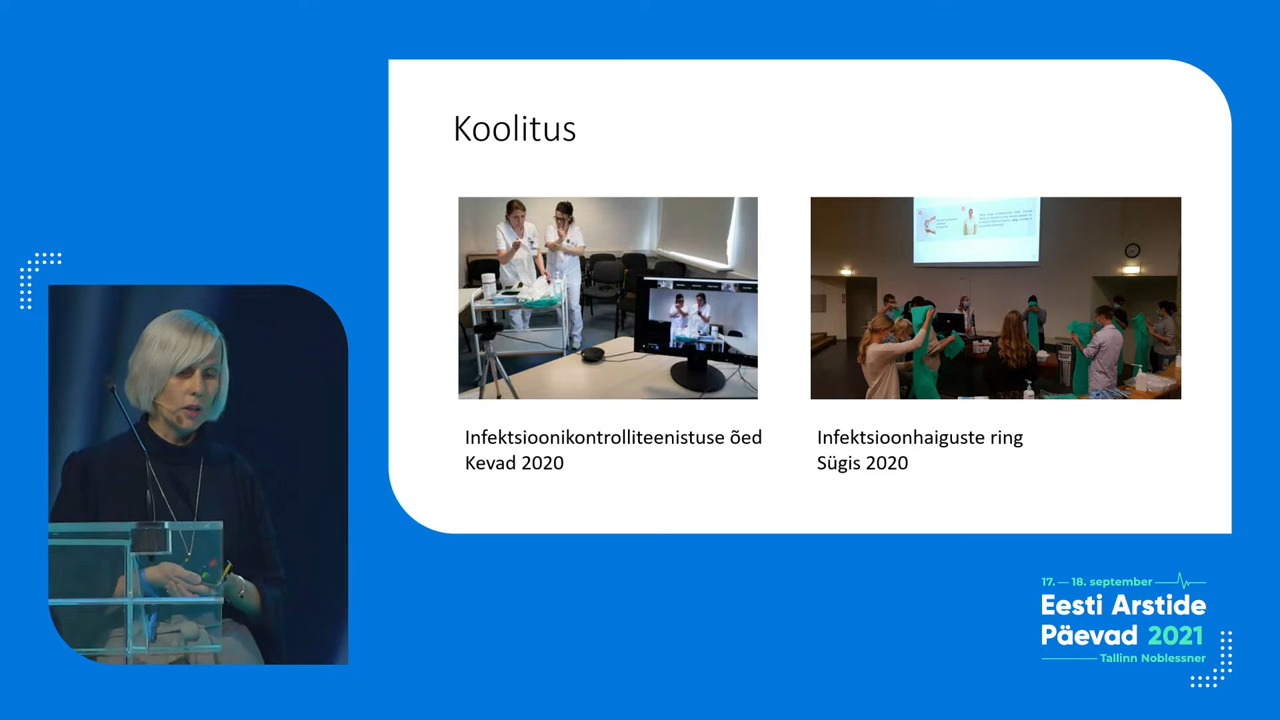 Koolitus
Infektsioonikontrolliteenistuse õed
Kevad 2020
Infektsioonhaiguste ring
Sügis 2020
17. — 18. september
Eesti Arstide
Päevad 2021
Tallinn Noblessner